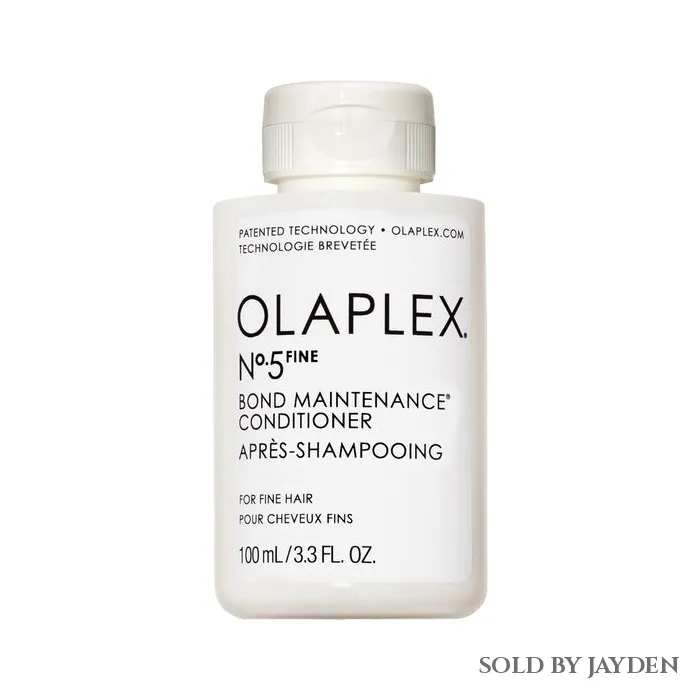 PATENTED TECHNOLOGY • OLAPLEX.COM
TECHNOLOGIE BREVETÉE
OLAPLEX.
Nº.5FINE
BOND MAINTENANCE®
CONDITIONER
APRÈS-SHAMPOOING
FOR FINE HAIR
POUR CHEVEUX FINS
100 mL/3.3 FL. OZ.
SOLD BY JAYDEN